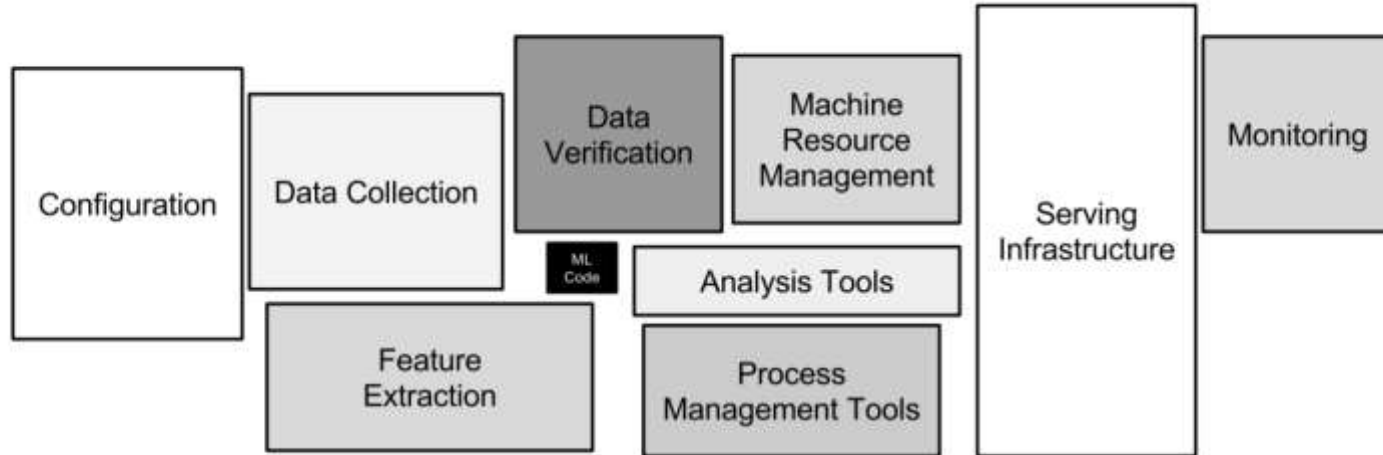 Configuration
Data Collection
Feature
Extraction
Data
Verification
ML
Code
Machine
Resource
Management
Analysis Tools
Process
Management Tools
Serving
Infrastructure
Monitoring